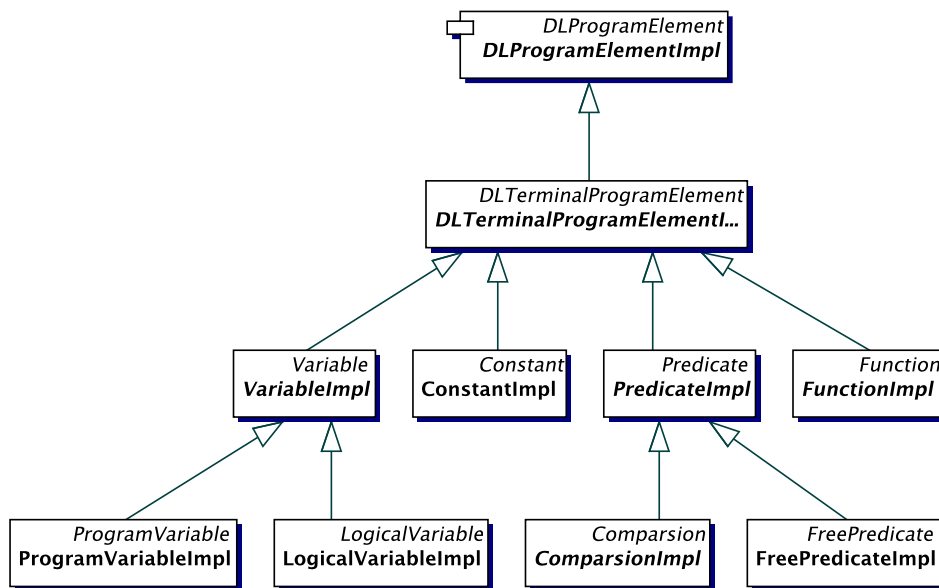 DLProgramElement
DLProgramElementImpl
DLTerminalProgramElement
DLTerminalProgramElementI...
Variable
VariableImpl
Constant
ConstantImpl
Predicate
PredicateImpl
Function
FunctionImpl
ProgramVariable
ProgramVariableImpl
LogicalVariable
LogicalVariableImpl
Comparsion
ComparsionImpl
FreePredicate
FreePredicateImpl